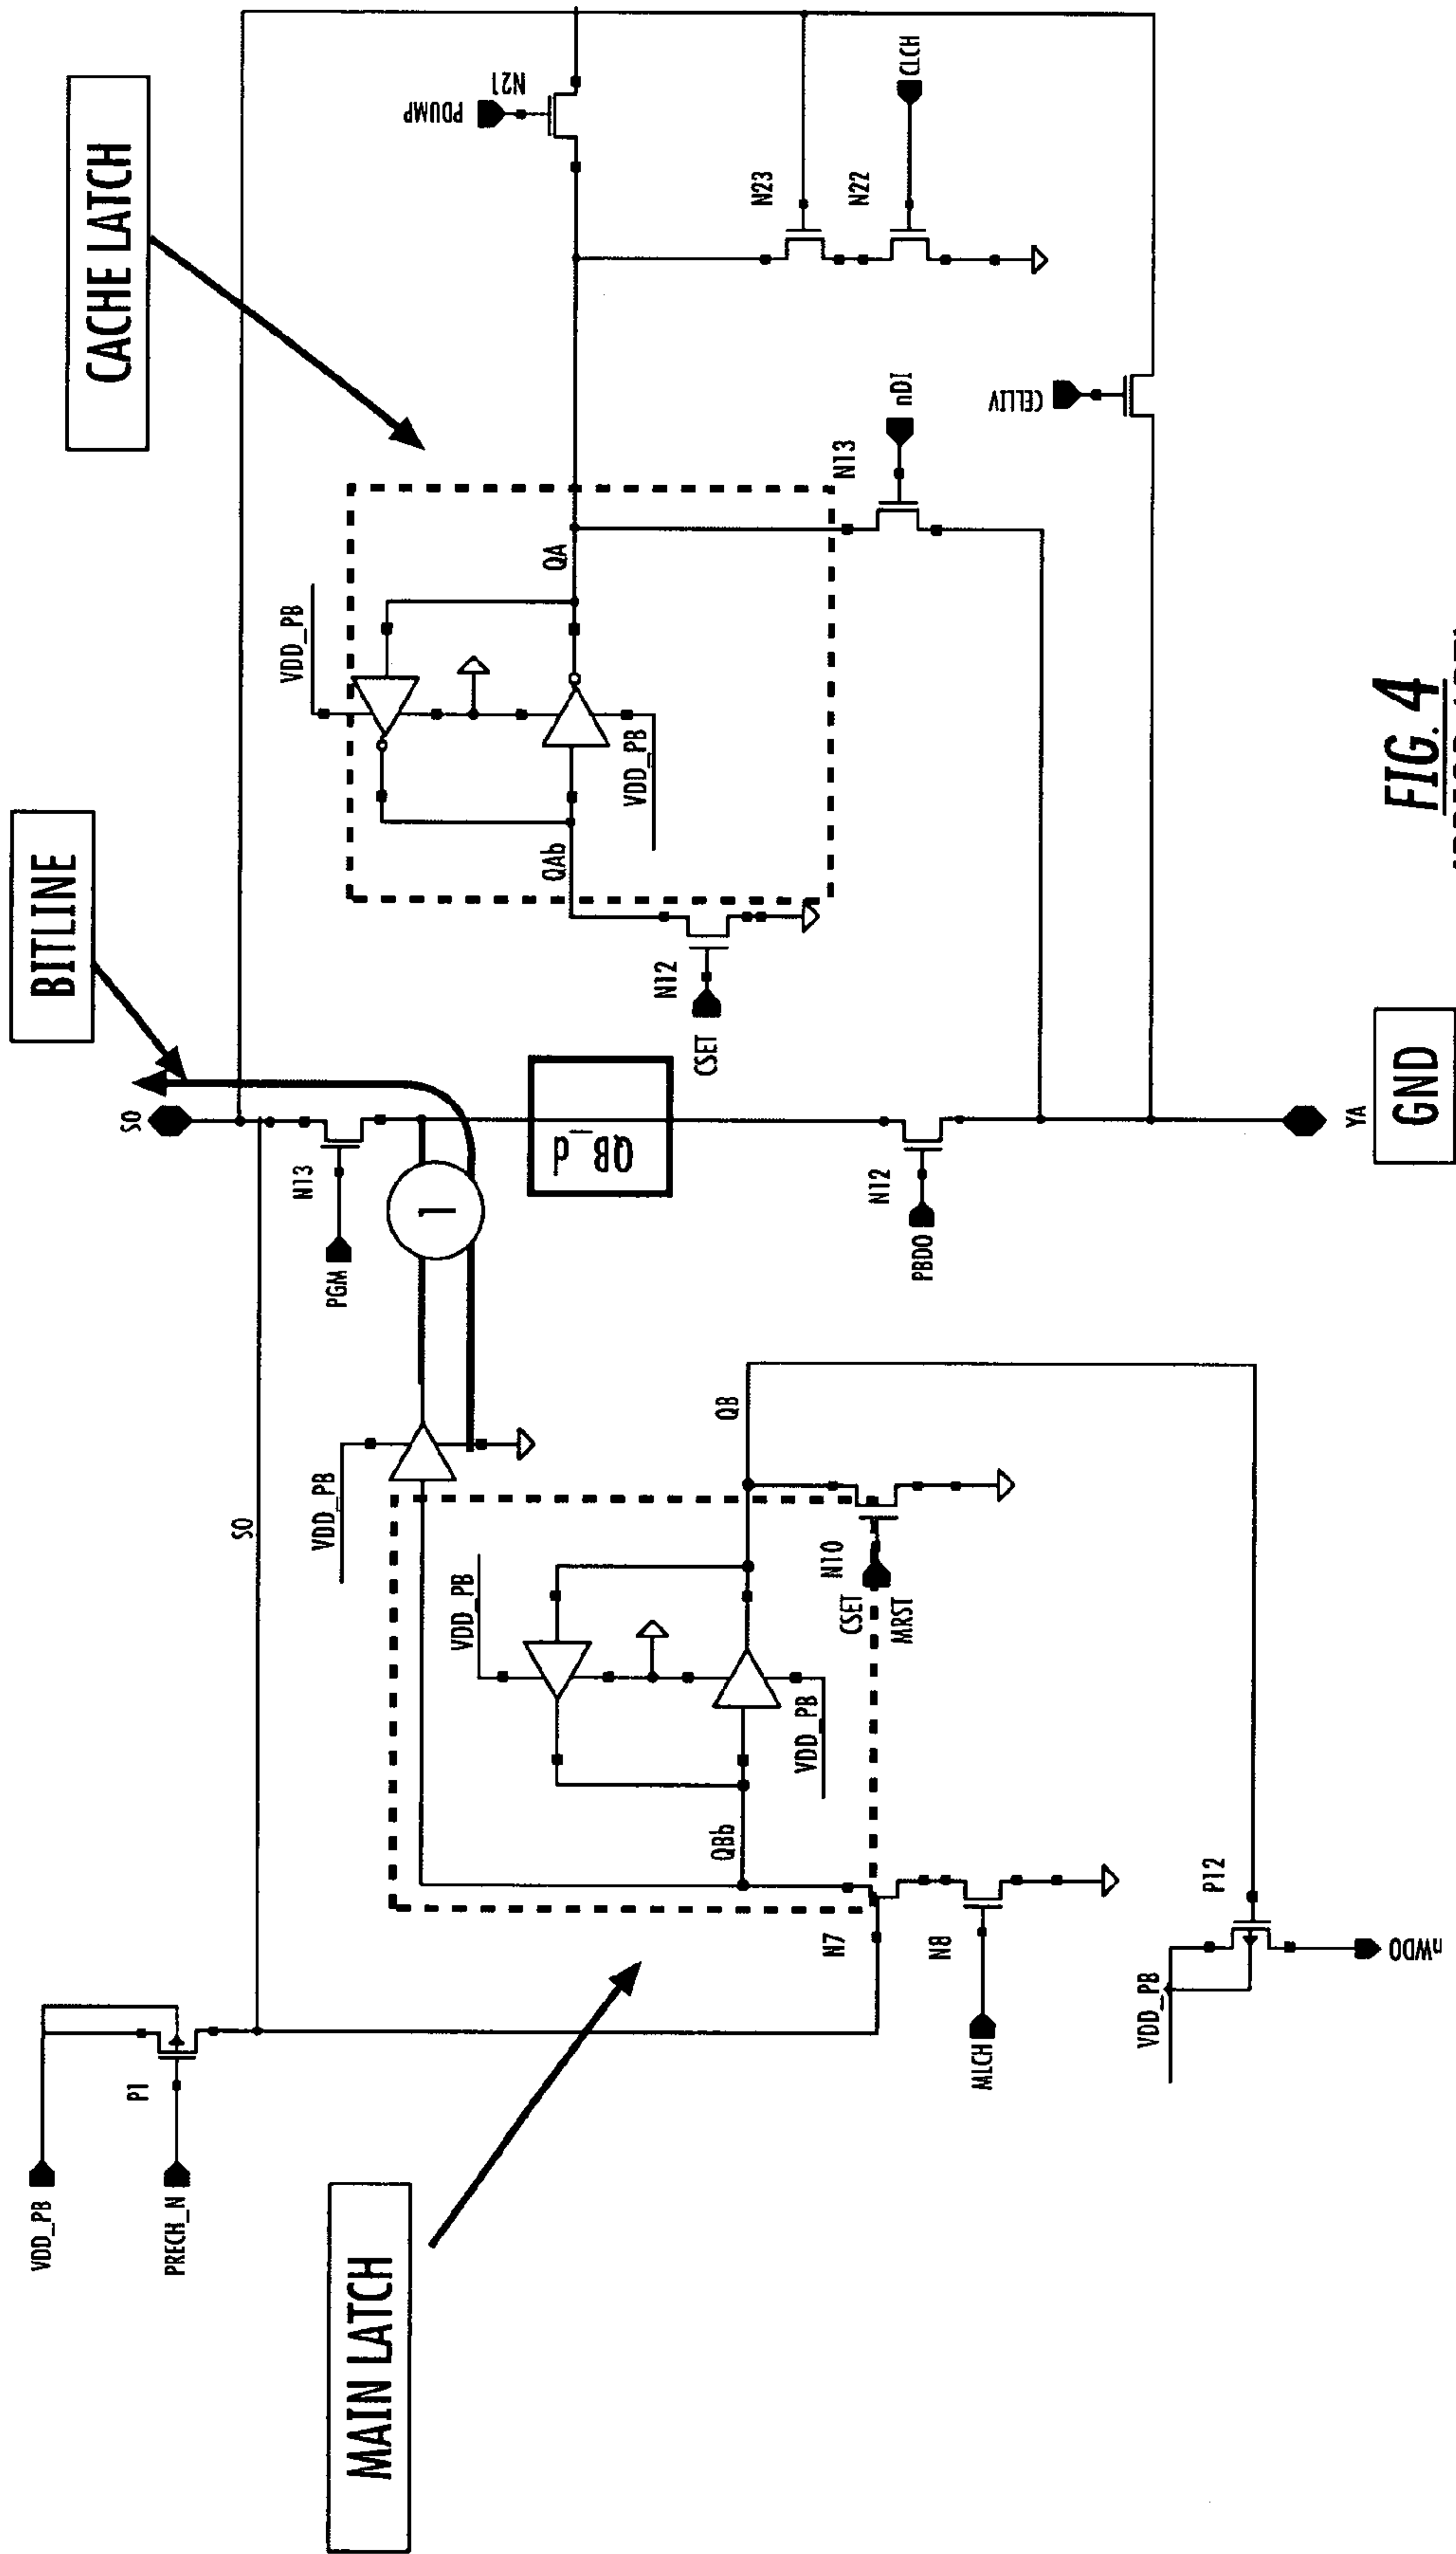 CACHE LATCH
BITLINE
MAIN LATCH
VDD_PB
PRECH_N
P1
SO
SO
PGM
N13
1
QB_d
VDD_PB
VDD_PB
VDD_PB
QBb
QB
N7
N8
MLCH
N10
CSET
MRST
P12
VDD_PB
nWDO
PBDO
N12
YA
GND
VDD_PB
VDD_PB
QAb
QA
N12
CSET
N13
nDI
PDUMP
N21
N23
N22
CLCH
CELLIV
FIG. 4